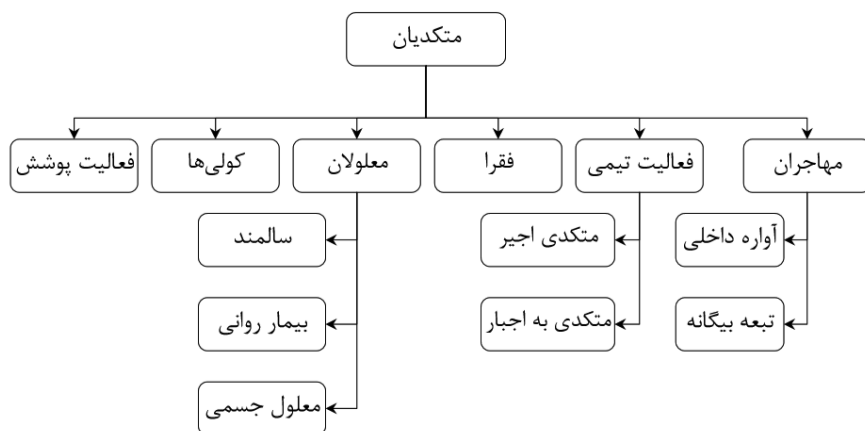 متکدیان
مهاجران
فعالیت تیمی
فقرا
معلولان
کولی‌ها
فعالیت پوشش
آواره داخلی
متکدی اجیر
سالمند
تبعه بیگانه
متکدی به اجبار
بیمار روانی
معلول جسمی